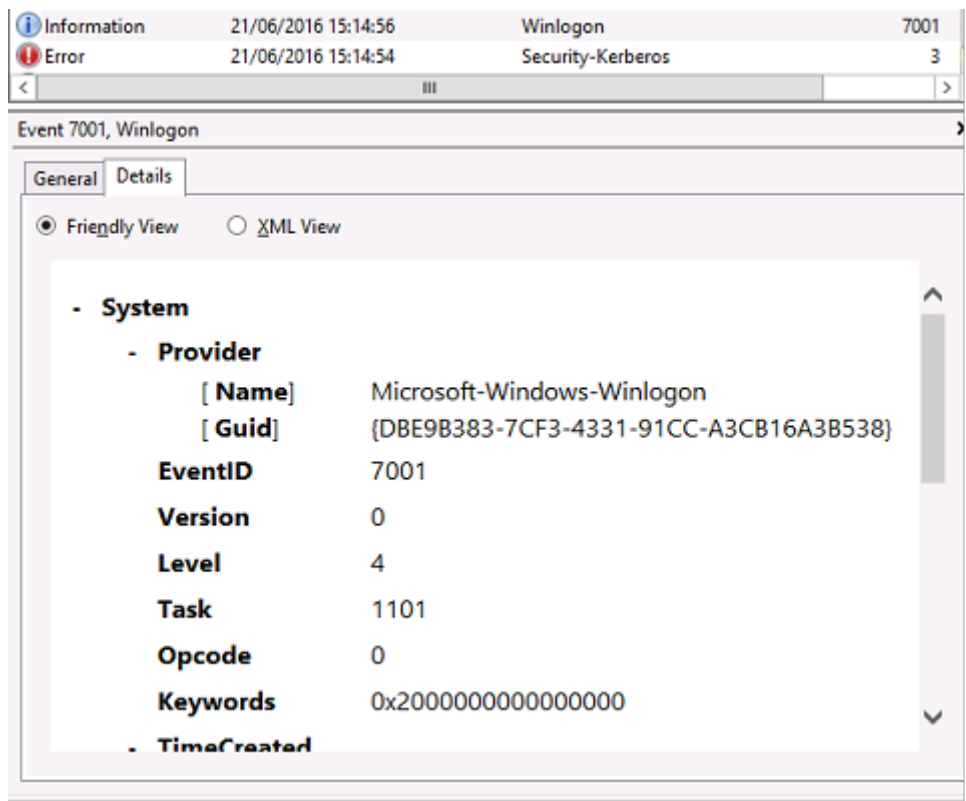 Information 21/06/2016 15:14:56 Winlogon 7001
Error 21/06/2016 15:14:54 Security-Kerberos 3
Event 7001, Winlogon
General Details
Friendly View XML View
- System
- Provider
[ Name] Microsoft-Windows-Winlogon
[ Guid] {DBE9B383-7CF3-4331-91CC-A3CB16A3B538}
EventID 7001
Version 0
Level 4
Task 1101
Opcode 0
Keywords 0x2000000000000000
- TimeCreated